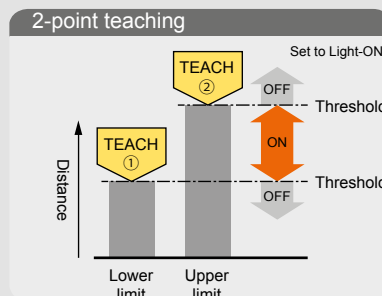 2-point teaching
Set to Light-ON
TEACH
②
OFF
Threshold
TEACH
①
ON
Threshold
OFF
Distance
Lower
limit
Upper
limit